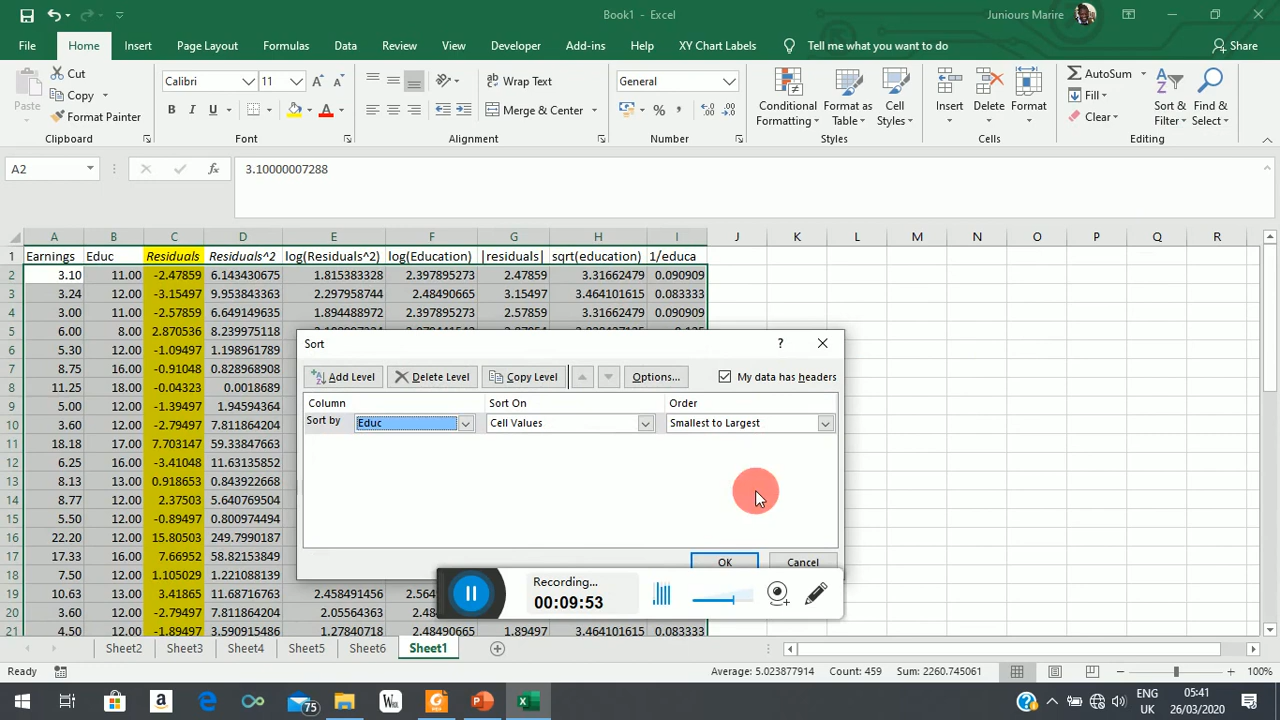 Book1 - Excel
Juniours Marire
File Home Insert Page Layout Formulas Data Review View Developer Add-ins Help XY Chart Labels Tell me what you want to do Share
Paste
Cut
Copy
Format Painter
Clipboard
Calibri 11
B I U
A A
Font
Wrap Text
Merge & Center
Alignment
General
%
Number
Conditional Formatting
Format as Table
Cell Styles
Styles
Insert Delete Format
Cells
AutoSum
Fill
Clear
Sort & Filter
Find & Select
Editing
A2 fx 3.10000007288
A B C D E F G H I J K L M N O P Q R
1 Earnings Educ Residuals Residuals^2 log(Residuals^2) log(Education) |residuals| sqrt(education) 1/educa
2 3.10 11.00 -2.47859 6.143430675 1.815383328 2.397895273 2.47859 3.31662479 0.090909
3 3.24 12.00 -3.15497 9.953843363 2.297958744 2.48490665 3.15497 3.464101615 0.083333
4 3.00 11.00 -2.57859 6.649145635 1.894488972 2.397895273 2.57859 3.31662479 0.090909
5 6.00 8.00 2.870536 8.239975118
6 5.30 12.00 -1.09497 1.198961789
7 8.75 16.00 -0.91048 0.828968908
8 11.25 18.00 -0.04323 0.0018689
9 5.00 12.00 -1.39497 1.94594364
10 3.60 12.00 -2.79497 7.811864204
11 18.18 17.00 7.703147 59.33847663
12 6.25 16.00 -3.41048 11.63135852
13 8.13 13.00 0.918653 0.843922668
14 8.77 12.00 2.37503 5.640769504
15 5.50 12.00 -0.89497 0.800974494
16 22.20 12.00 15.80503 249.7990187
17 17.33 16.00 7.66952 58.82153568
18 7.50 12.00 1.105029 1.221088139
19 10.63 13.00 3.41865 11.68716763 2.458491456 2.564
20 3.60 12.00 -2.79497 7.811864204 2.05564363 2.48
21 4.50 12.00 -1.89497 3.590915486 1.27840718 2.48490665 1.89497 3.464101615 0.083333
Sort ?
Add Level Delete Level Copy Level Options... My data has headers
Column Sort On Order
Sort by Educ Cell Values Smallest to Largest
OK Cancel
Recording...
00:09:53
Sheet2 Sheet3 Sheet4 Sheet5 Sheet6 Sheet1
Ready Average: 5.023877914 Count: 459 Sum: 2260.745061 100%
75
ENG
UK
05:41
26/03/2020